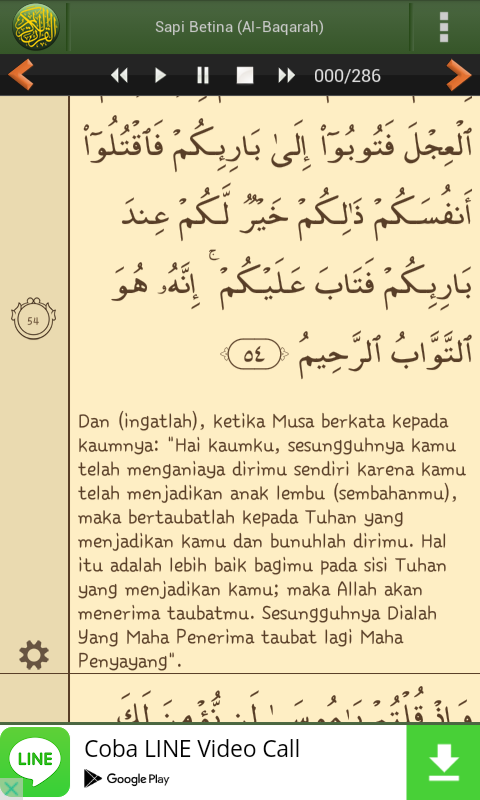 Sapi Betina (Al-Baqarah)
000/286
ٱلْعِجْلَ فَتُوبُوٓا۟ إِلَىٰ بَارِئِكُمْ فَٱقْتُلُوٓا۟
أَنفُسَكُمْ ذَٰلِكُمْ خَيْرٌ لَّكُمْ عِندَ
بَارِئِكُمْ فَتَابَ عَلَيْكُمْ ۚ إِنَّهُۥ هُوَ
ٱلتَّوَّابُ ٱلرَّحِيمُ ٥٤
54
Dan (ingatlah), ketika Musa berkata kepada
kaumnya: "Hai kaumku, sesungguhnya kamu
telah menganiaya dirimu sendiri karena kamu
telah menjadikan anak lembu (sembahanmu),
maka bertaubatlah kepada Tuhan yang
menjadikan kamu dan bunuhlah dirimu. Hal
itu adalah lebih baik bagimu pada sisi Tuhan
yang menjadikan kamu; maka Allah akan
menerima taubatmu. Sesungguhnya Dialah
Yang Maha Penerima taubat lagi Maha
Penyayang".
وَإِذْ قُلْتُمْ يَٰمُوسَىٰ لَن نُّؤْمِنَ لَكَ
LINE
Coba LINE Video Call
Google Play